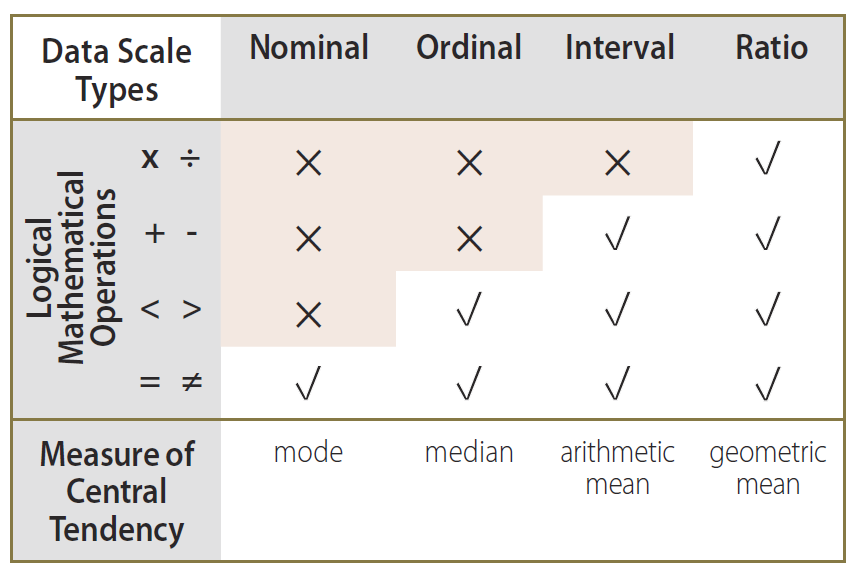 Data Scale Types Nominal Ordinal Interval Ratio
Logical Mathematical Operations
x ÷ × × × √
+ - × × √ √
< > × √ √ √
= ≠ √ √ √ √
Measure of Central Tendency mode median arithmetic mean geometric mean